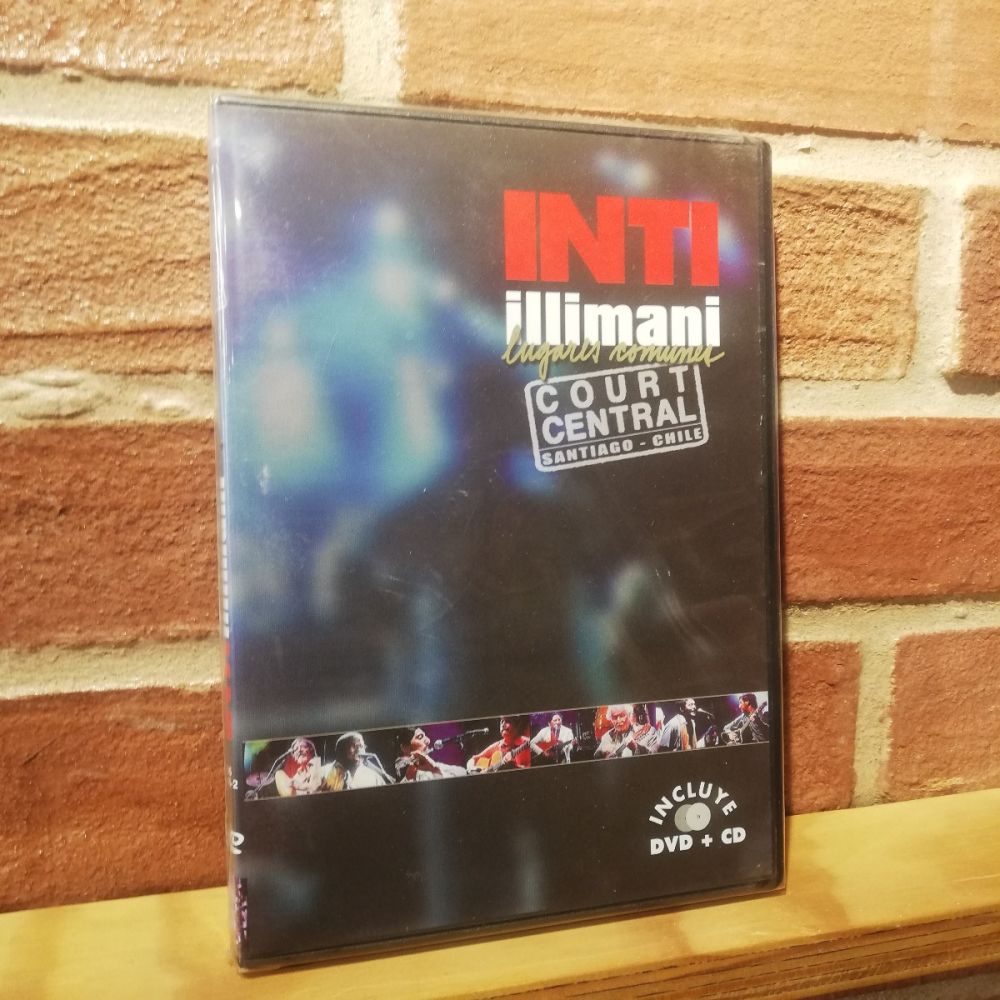 INTI
illimani
lugares comunes
COURT
CENTRAL
SANTIAGO - CHILE
INCLUYE
DVD + CD